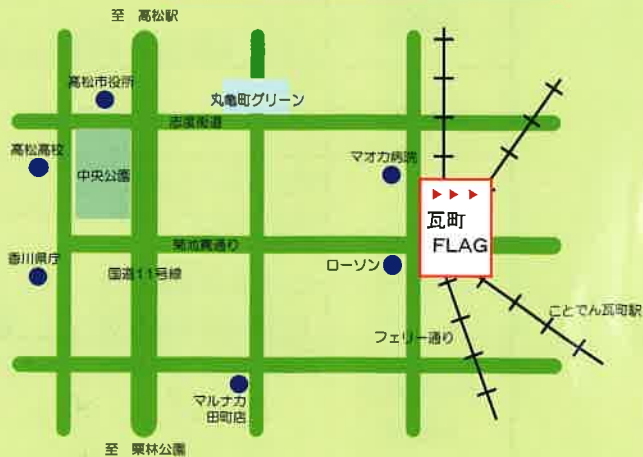 至 高松駅
高松市役所
丸亀町グリーン
志度街道
高松高校
中央公園
マオカ病院
瓦町
FLAG
菊池寛通り
香川県庁
国道11号線
ローソン
ことでん瓦町駅
フェリー通り
マルナカ
田町店
至 栗林公園